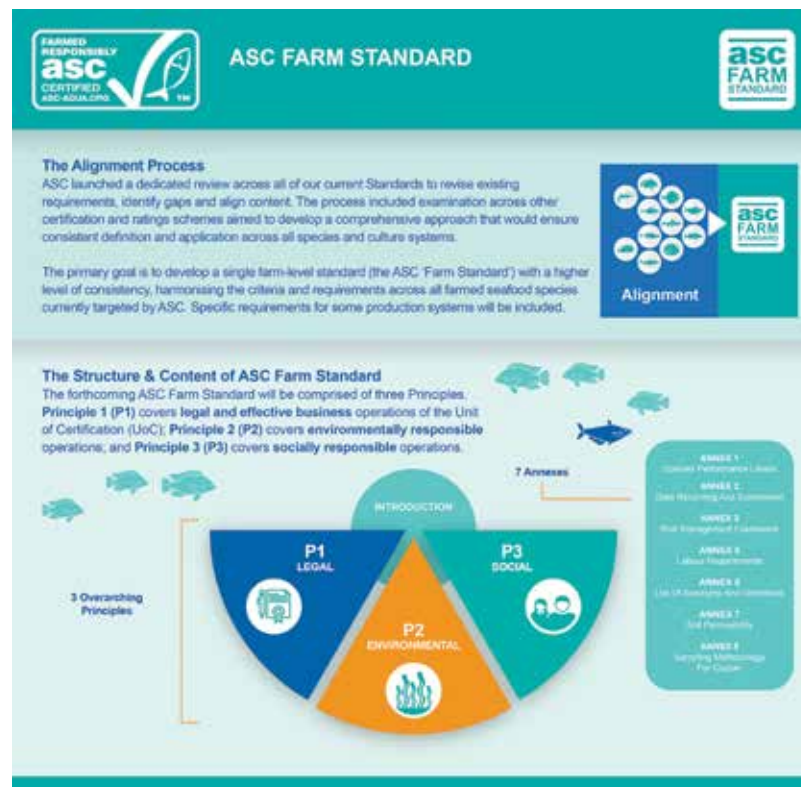 FARMED
RESPONSIBLY
asc
CERTIFIED
ASC-AQUA.ORG
TM
ASC FARM STANDARD
asc
FARM
STANDARD
The Alignment Process
ASC launched a dedicated review across all of our current Standards to revise existing
requirements, identify gaps and align content. The process included examination across other
certification and ratings schemes aimed to develop a comprehensive approach that would ensure
consistent definition and application across all species and culture systems.
The primary goal is to develop a single farm-level standard (the ASC 'Farm Standard') with a higher
level of consistency, harmonising the criteria and requirements across all farmed seafood species
currently targeted by ASC. Specific requirements for some production systems will be included.
asc
FARM
STANDARD
Alignment
The Structure & Content of ASC Farm Standard
The forthcoming ASC Farm Standard will be comprised of three Principles.
Principle 1 (P1) covers legal and effective business operations of the Unit
of Certification (UoC); Principle 2 (P2) covers environmentally responsible
operations; and Principle 3 (P3) covers socially responsible operations.
7 Annexes
ANNEX 1
ANNEX 2
ANNEX 3
Risk Management Framework
ANNEX
Labour Requirements
ANNEX
ANNEX 7
Soil Permeability
ANNEX
Sampling Methodology
For Copper
INTRODUCTION
P1
LEGAL
P2
ENVIRONMENTAL
P3
SOCIAL
3 Overarching
Principles